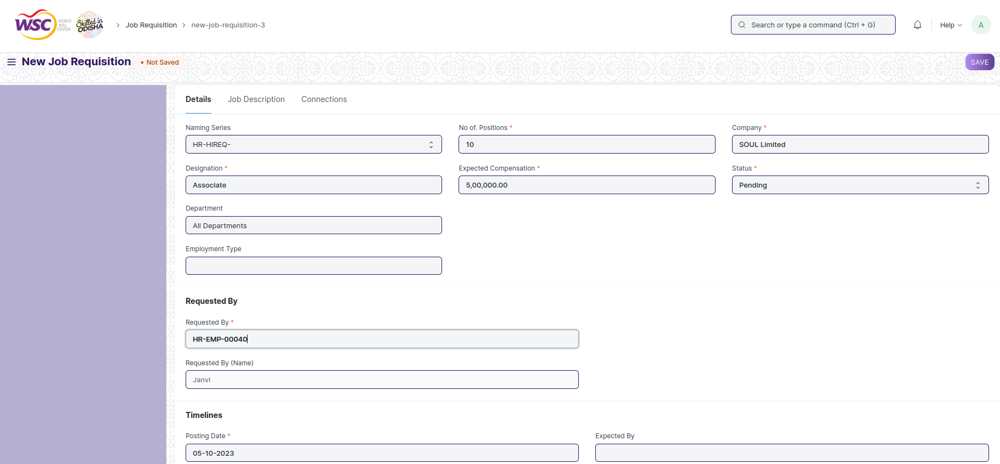 WSC WORLD SKILL CENTER
Skilled in ODISHA
Job Requisition
new-job-requisition-3
Search or type a command (Ctrl + G)
Help
A
New Job Requisition
• Not Saved
SAVE
Details
Job Description
Connections
Naming Series
No of. Positions *
Company *
HR-HIREQ-
10
SOUL Limited
Designation *
Expected Compensation *
Status *
Associate
5,00,000.00
Pending
Department
All Departments
Employment Type
Requested By
Requested By *
HR-EMP-00040
Requested By (Name)
Janvi
Timelines
Posting Date *
Expected By
05-10-2023